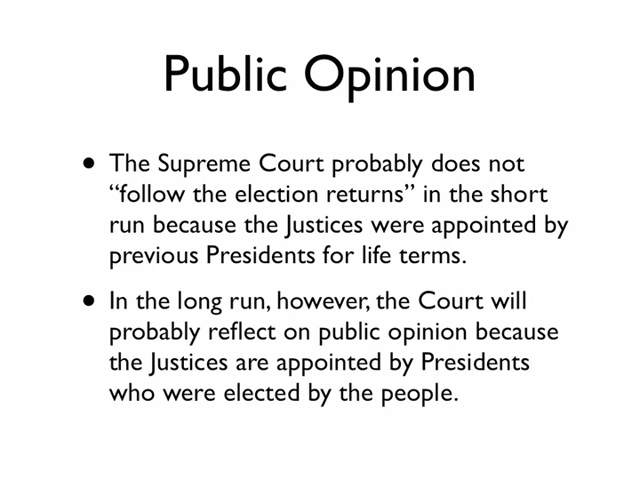 Public Opinion
• The Supreme Court probably does not
“follow the election returns” in the short
run because the Justices were appointed by
previous Presidents for life terms.
• In the long run, however, the Court will
probably reflect on public opinion because
the Justices are appointed by Presidents
who were elected by the people.